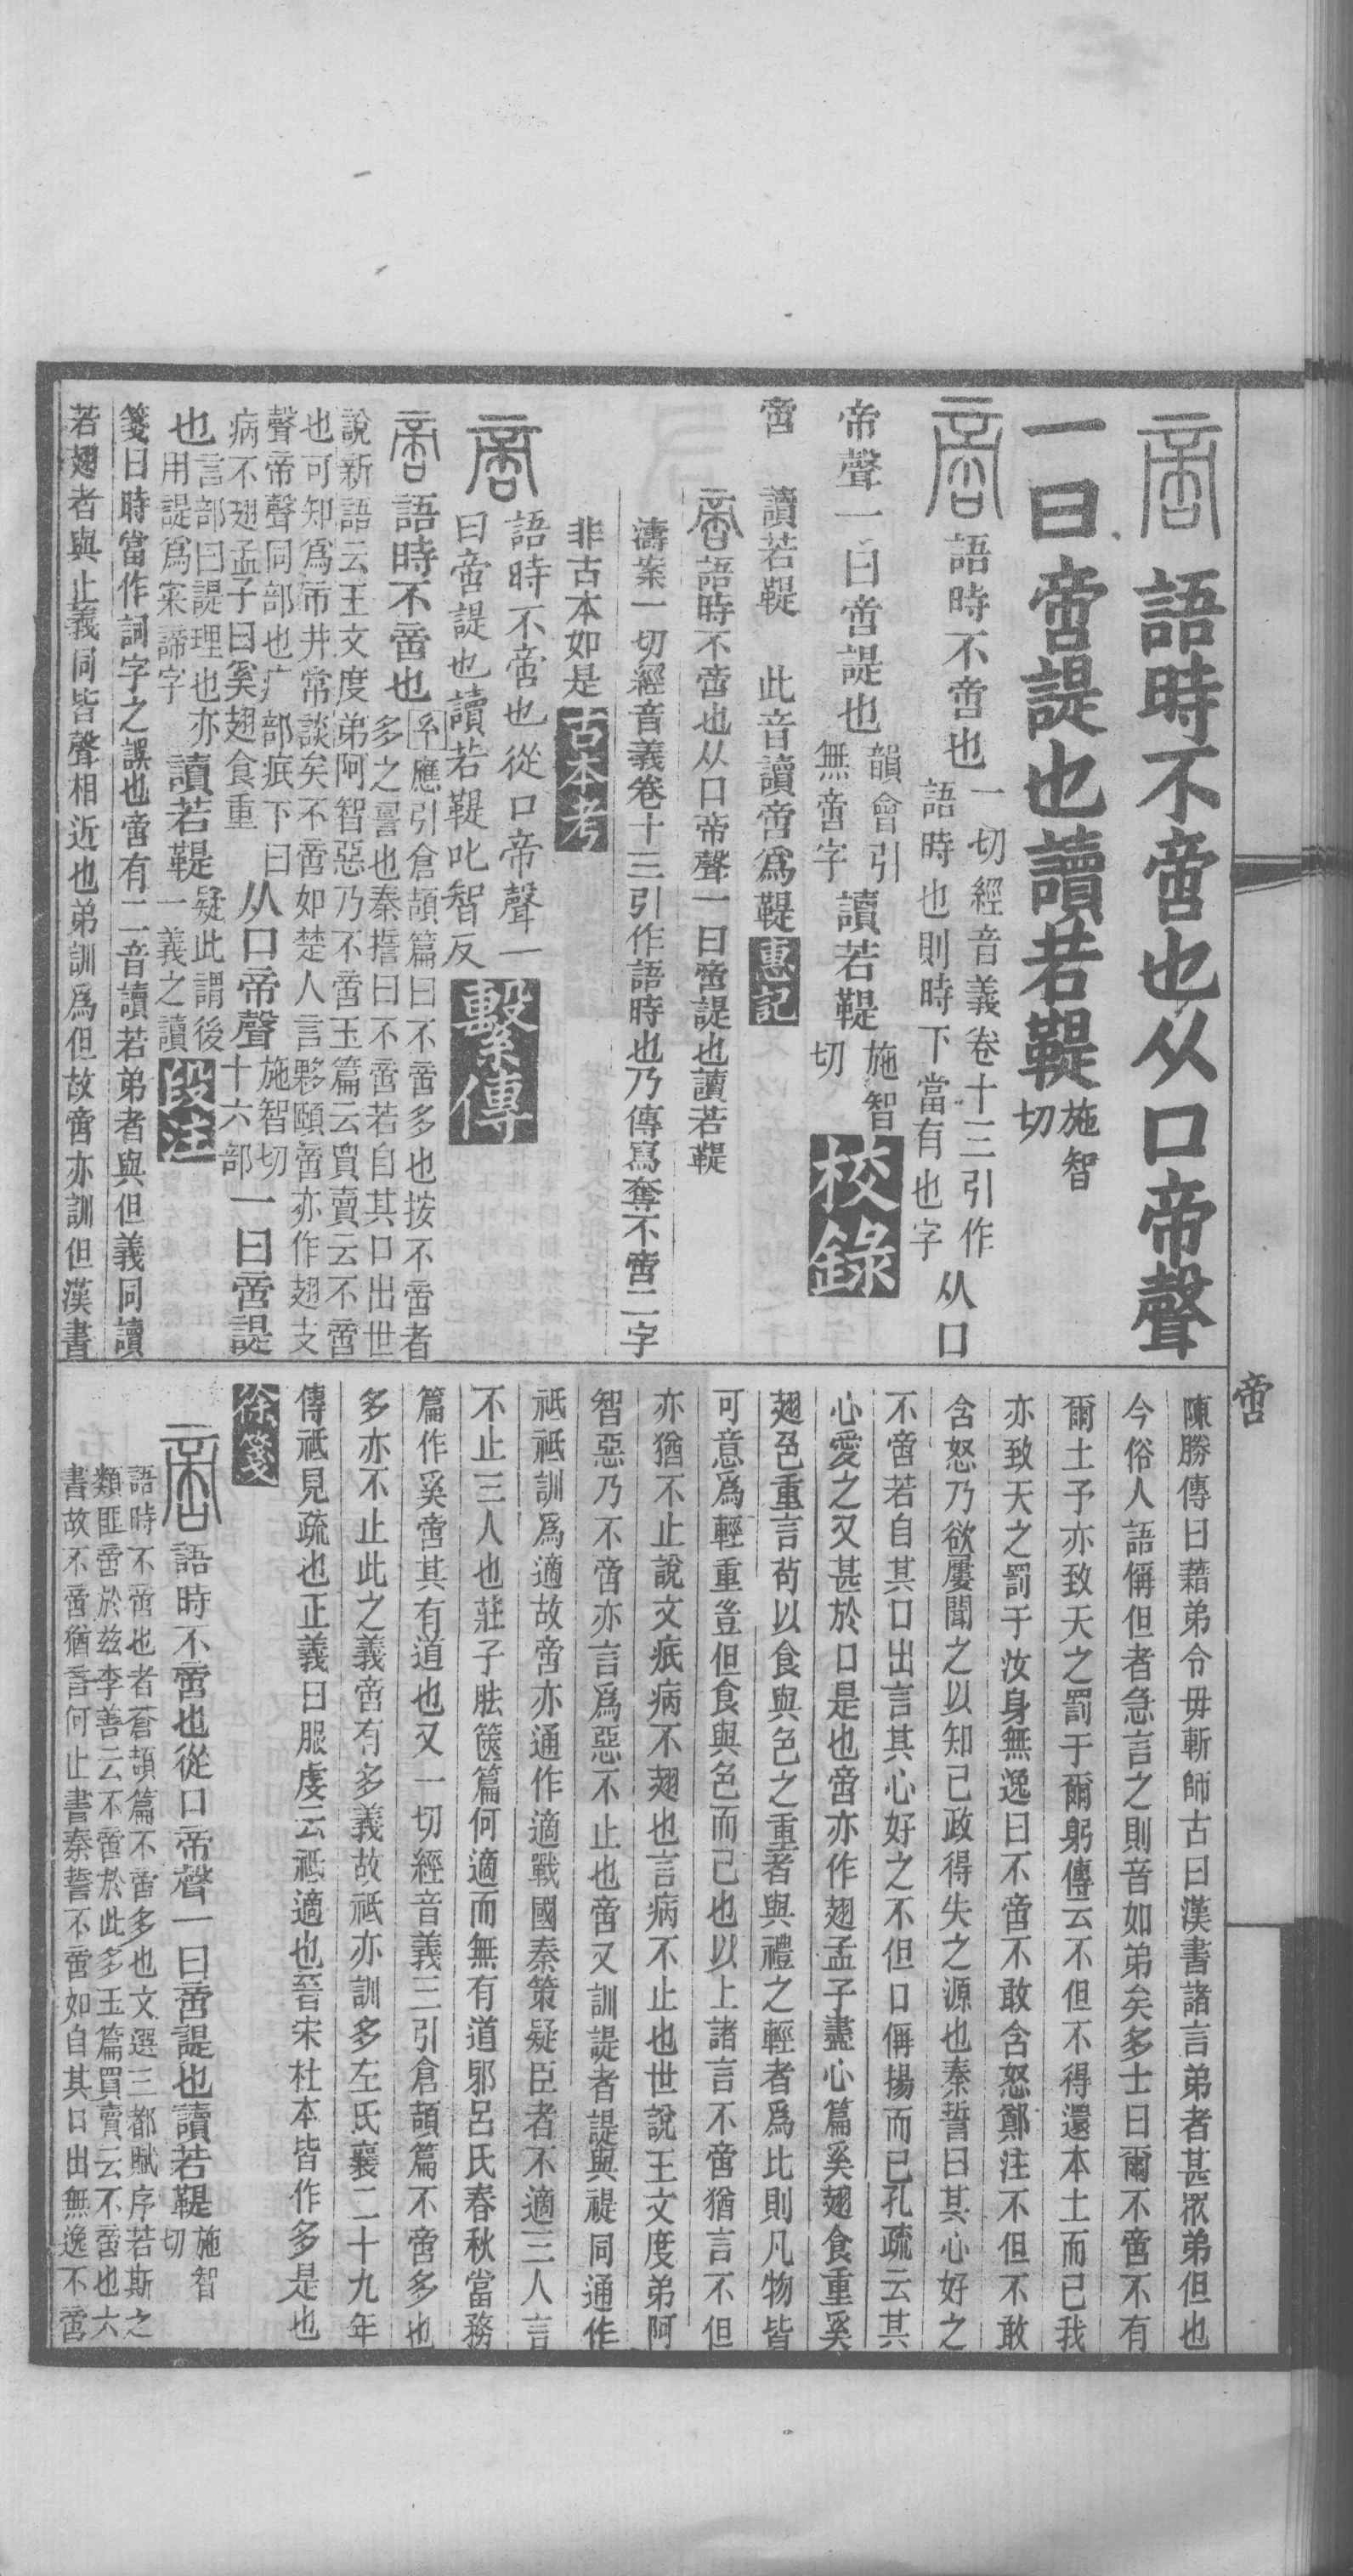 啻
啻 語時不啻也从口帝聲
一曰啻諟也讀若鞮 施智切
啻 語時不啻也 一切經音義卷十三引作語時也則時下當有也字 从口
帝聲一曰啻諟也 韻會引無啻字 讀若鞮 施智切 校錄
啻 讀若鞮 此音讀啻爲鞮 惠記
啻 語時不啻也从口帝聲一曰啻諟也讀若鞮
濤案一切經音義卷十三引作語時也乃傳寫奪不啻二字
非古本如是 古本考
啻 語時不啻也從口帝聲一
曰啻諟也讀若鞮叱智反 繫傳
啻 語時不啻也 玄應引倉頡篇曰不啻多也按不啻者
多之䛐也秦誓曰不啻若自其口出世
說新語云王文度弟阿智惡乃不啻玉篇云買賣云不啻
也可知爲市井常談矣不啻如楚人言夥頤啻亦作翅支
聲帝聲同部也疒部疧下曰
病不翅孟子曰奚翅食重 从口帝聲 施智切十六部 一曰啻諟
也 言部曰諟理也亦用諟爲寀諦字 讀若鞮 疑此謂後一義之讀 段注
箋曰時當作詞字之誤也啻有二音讀若弟者與但義同讀
若翅者與止義同皆聲相近也弟訓爲但故啻亦訓但漢書
陳勝傳曰藉弟令毋斬師古曰漢書諸言弟者甚眾弟但也
今俗人語偁但者急言之則音如弟矣多士曰爾不啻不有
爾土予亦致天之罰于爾躬傳云不但不得還本土而已我
亦致天之罰于汝身無逸曰不啻不敢含怒鄭注不但不敢
含怒乃欲屢聞之以知己政得失之源也秦誓曰其心好之
不啻若自其口出言其心好之不但口偁揚而已孔疏云其
心愛之又甚於口是也啻亦作翅孟子盡心篇奚翅食重奚
翅色重言苟以食與色之重者與禮之輕者爲比則凡物皆
可意爲輕重豈但食與色而已也以上諸言不啻猶言不但
亦猶不止說文疧病不翅也言病不止也世說王文度弟阿
智惡乃不啻亦言爲惡不止也啻又訓諟者諟與禔同通作
祇祇訓爲適故啻亦通作適戰國秦策疑臣者不適三人言
不止三人也莊子胠篋篇何適而無有道邪呂氏春秋當務
篇作奚啻其有道也又一切經音義三引倉頡篇不啻多也
多亦不止此之義啻有多義故祇亦訓多左氏襄二十九年
傳祇見疏也正義曰服虔云祇適也晉宋杜本皆作多是也
徐箋
啻 語時不啻也從口帝聲一曰啻諟也讀若鞮 施智切
語時不啻也者蒼頡篇不啻多也文選三都賦序若斯之
類匪啻於茲李善云不啻於此多玉篇買賣云不啻也六
書故不啻猶言何止書秦誓不啻如自其口出無逸不啻